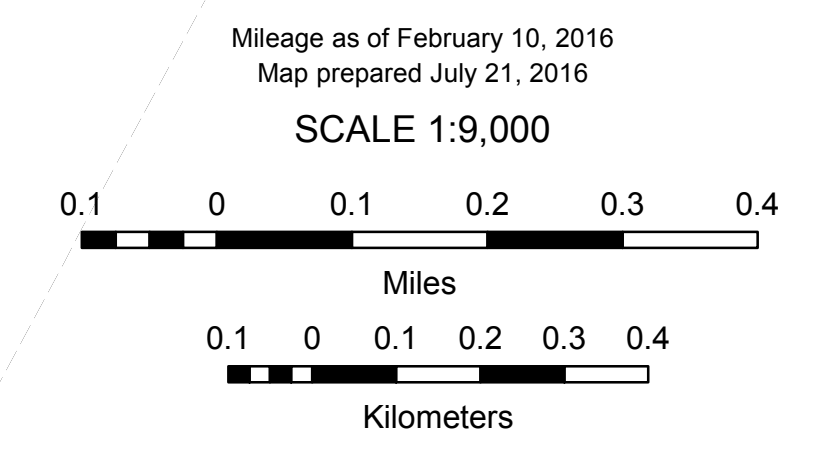 Mileage as of February 10, 2016
Map prepared July 21, 2016
SCALE 1:9,000
0.1 0 0.1 0.2 0.3 0.4
Miles
0.1 0 0.1 0.2 0.3 0.4
Kilometers